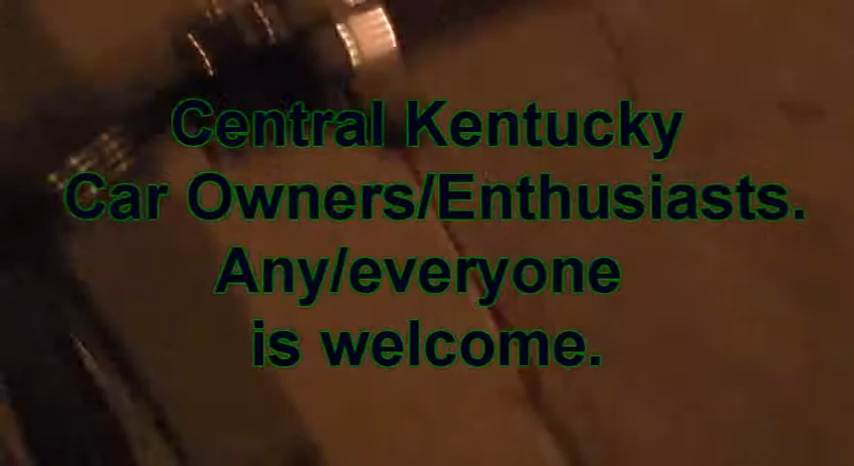 Central Kentucky
Car Owners/Enthusiasts.
Any/everyone
is welcome.